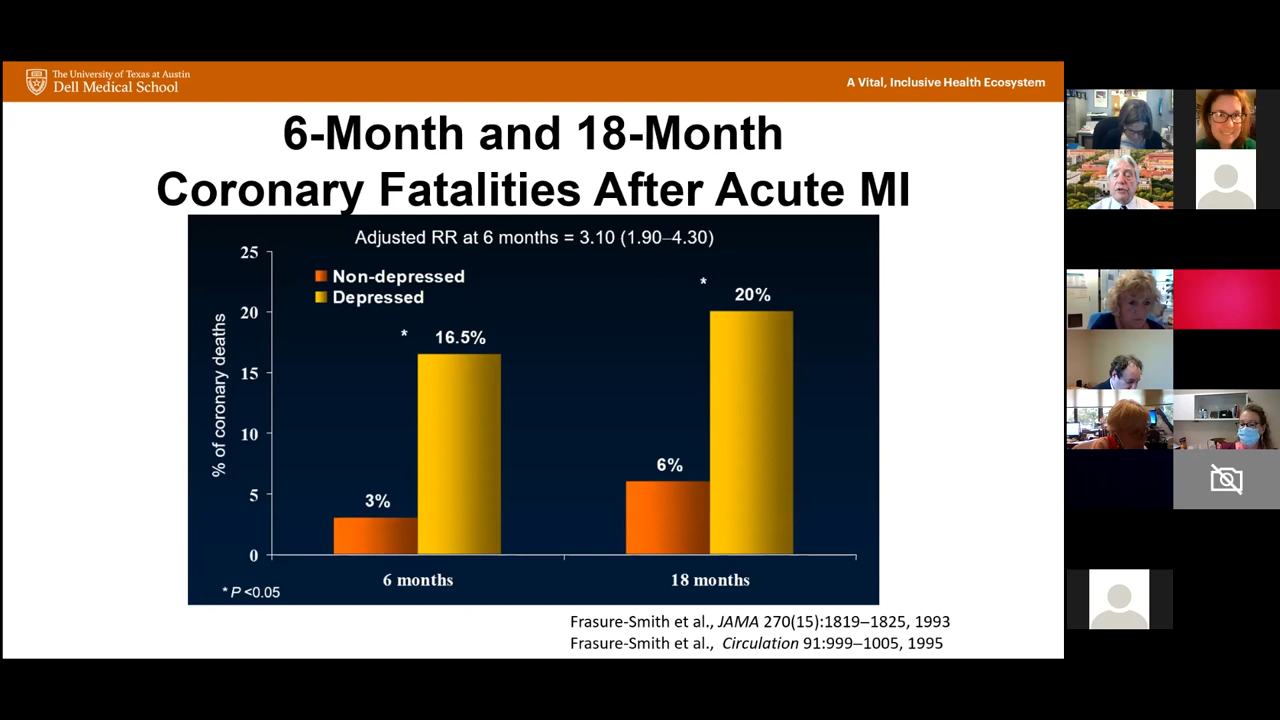 The University of Texas at Austin
Dell Medical School
A Vital, Inclusive Health Ecosystem
6-Month and 18-Month
Coronary Fatalities After Acute MI
Adjusted RR at 6 months = 3.10 (1.90–4.30)
Non-depressed
Depressed
% of coronary deaths
25
20
15
10
5
0
*
16.5%
*
20%
3%
6%
6 months
18 months
* P <0.05
Frasure-Smith et al., JAMA 270(15):1819–1825, 1993
Frasure-Smith et al., Circulation 91:999–1005, 1995